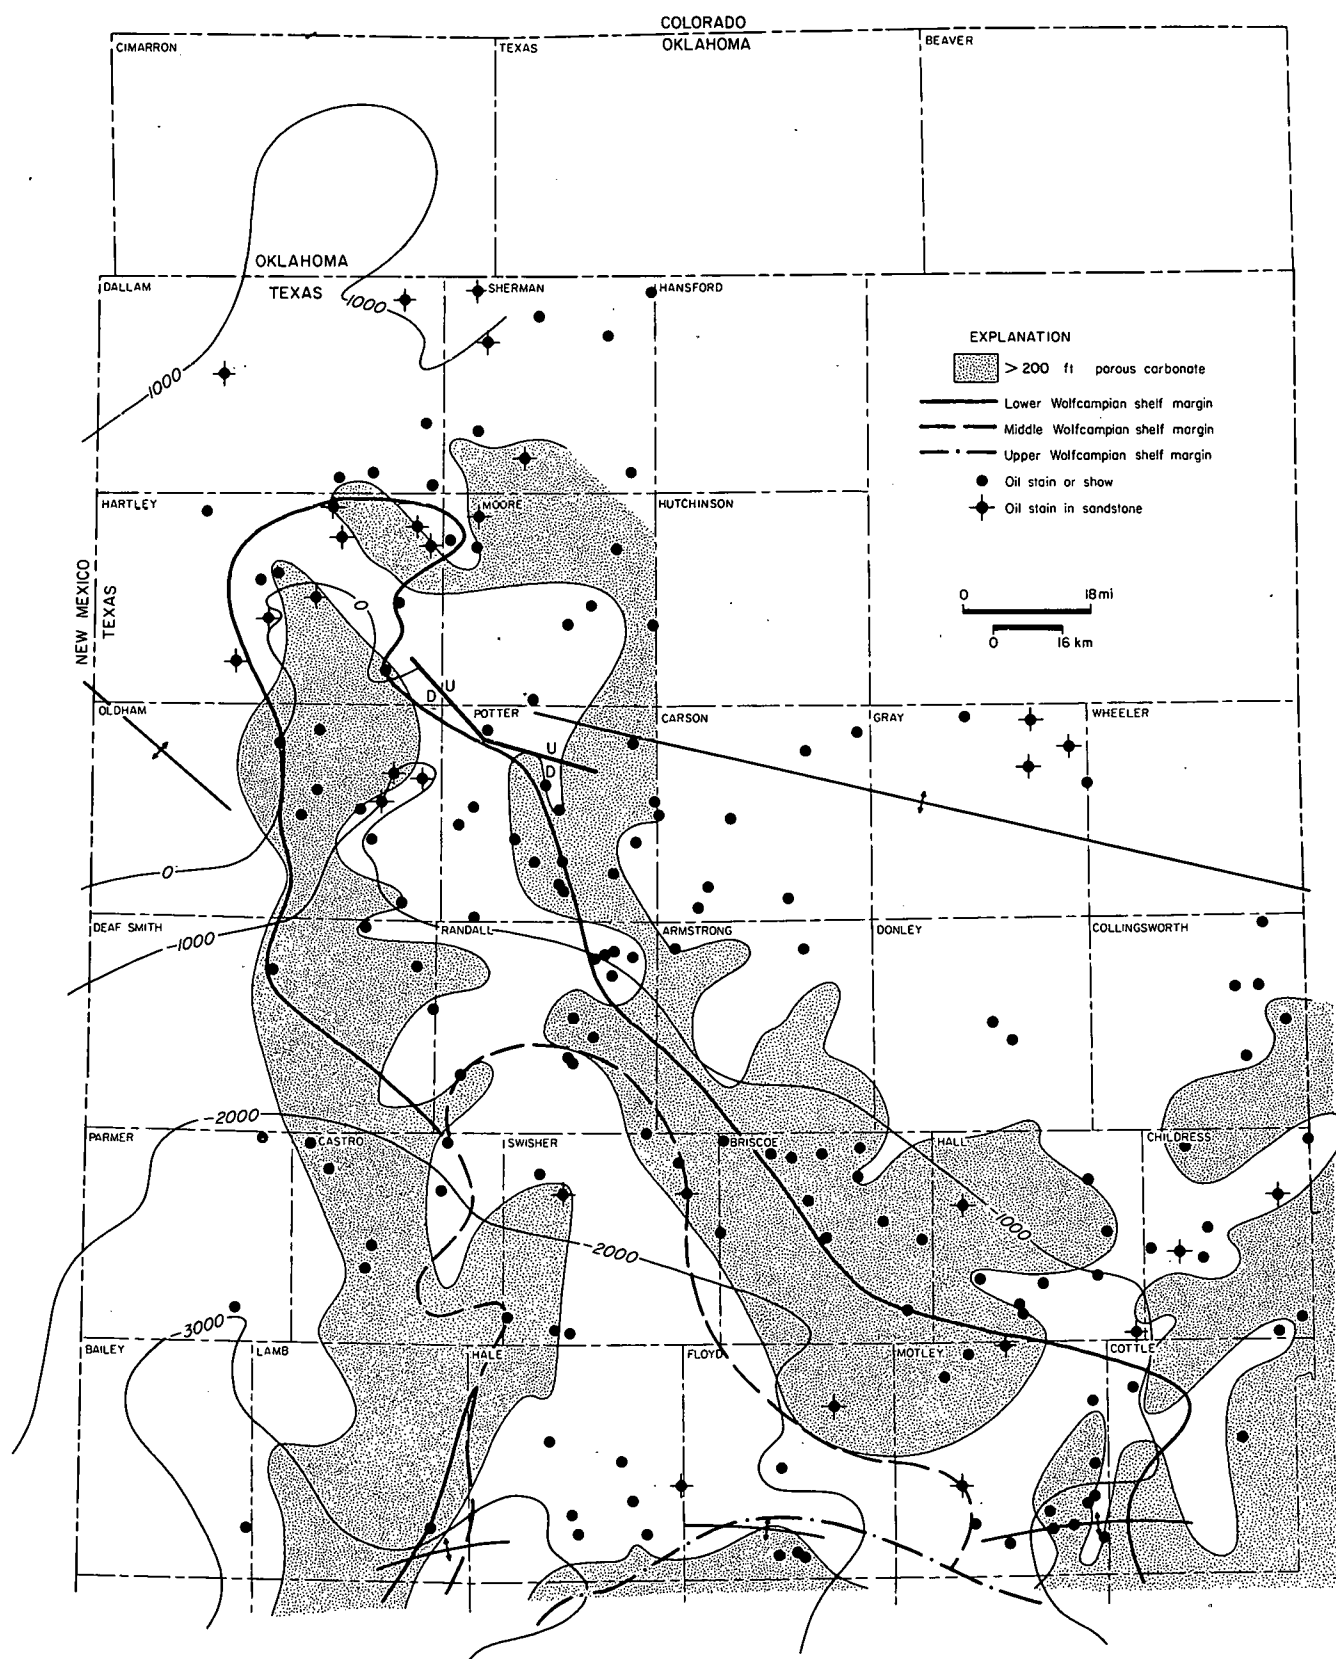 COLORADO
OKLAHOMA
CIMARRON
TEXAS
BEAVER
OKLAHOMA
TEXAS
DALLAM
SHERMAN
HANSFORD
1000
1000
EXPLANATION
> 200 ft porous carbonate
Lower Wolfcampian shelf margin
Middle Wolfcampian shelf margin
Upper Wolfcampian shelf margin
Oil stain or show
Oil stain in sandstone
HARTLEY
MOORE
HUTCHINSON
NEW MEXICO
TEXAS
0
0 18 mi
0 16 km
D U
OLDHAM
POTTER
CARSON
GRAY
WHEELER
U
D
0
DEAF SMITH
RANDALL
ARMSTRONG
DONLEY
COLLINGSWORTH
-1000
-2000
PARMER
CASTRO
SWISHER
BRISCOE
HALL
CHILDRESS
-1000
-2000
-3000
BAILEY
LAMB
HALE
FLOYD
MOTLEY
COTTLE